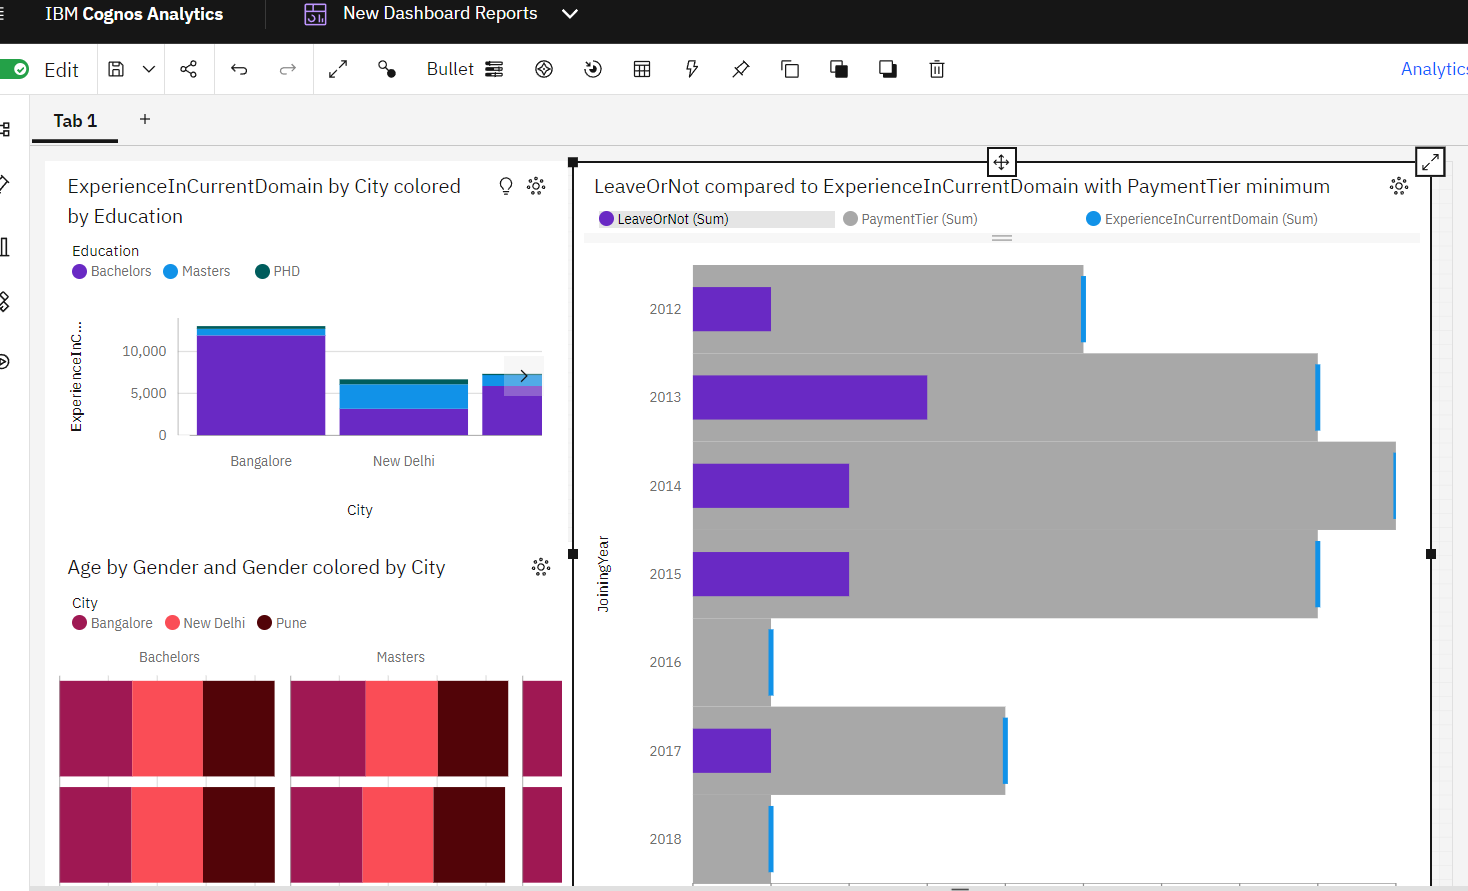 IBM Cognos Analytics
New Dashboard Reports
Edit
Bullet
Analytics
Tab 1
+
ExperienceInCurrentDomain by City colored
by Education
Education
Bachelors Masters PHD
ExperienceInC...
10,000
5,000
0
Bangalore New Delhi
City
Age by Gender and Gender colored by City
City
Bangalore New Delhi Pune
Bachelors Masters
LeaveOrNot compared to ExperienceInCurrentDomain with PaymentTier minimum
LeaveOrNot (Sum) PaymentTier (Sum) ExperienceInCurrentDomain (Sum)
JoiningYear
2012
2013
2014
2015
2016
2017
2018